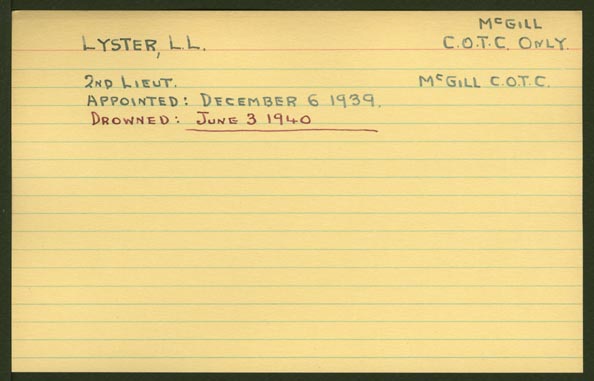 McGILL
LYSTER, L.L. C.O.T.C. ONLY.
2ND LIEUT. McGILL C.O.T.C.
APPOINTED: DECEMBER 6 1939.
DROWNED: JUNE 3 1940